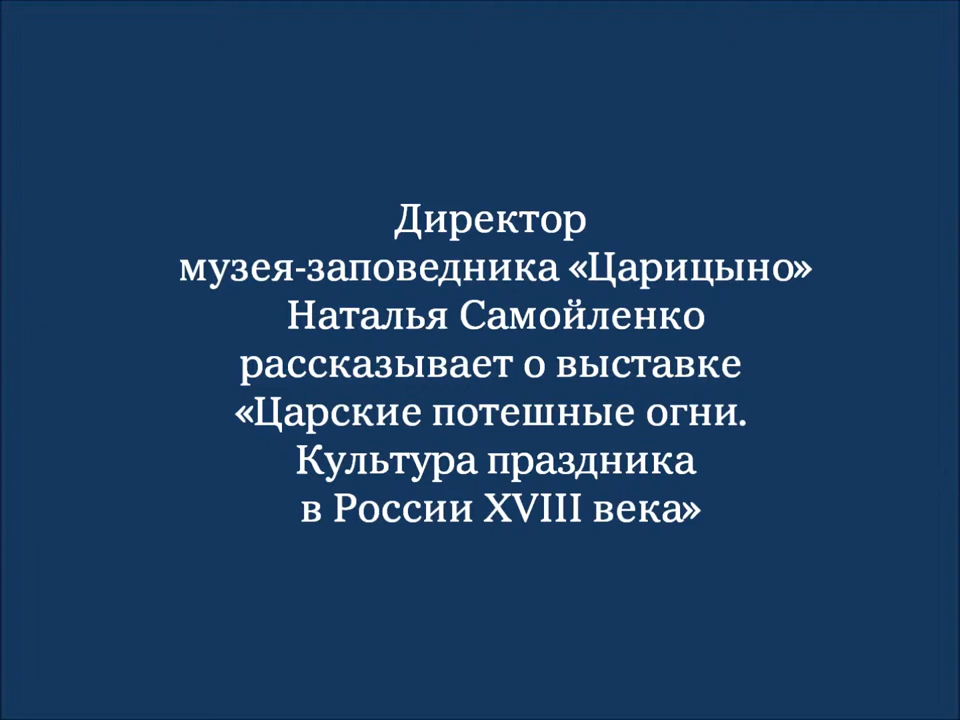 Директор
музея-заповедника «Царицыно»
Наталья Самойленко
рассказывает о выставке
«Царские потешные огни.
Культура праздника
в России XVIII века»